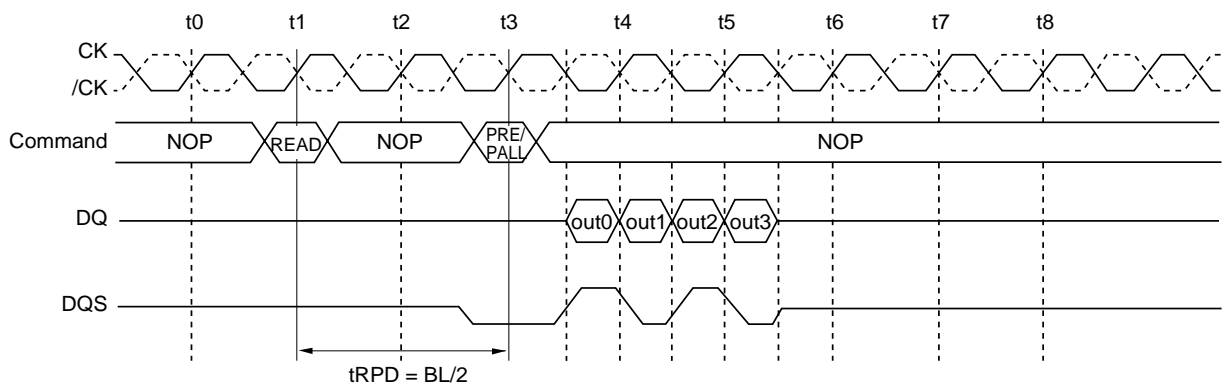 t0 t1 t2 t3 t4 t5 t6 t7 t8
CK
/CK
Command NOP READ NOP PRE/
PALL NOP
DQ out0 out1 out2 out3
DQS
tRPD = BL/2